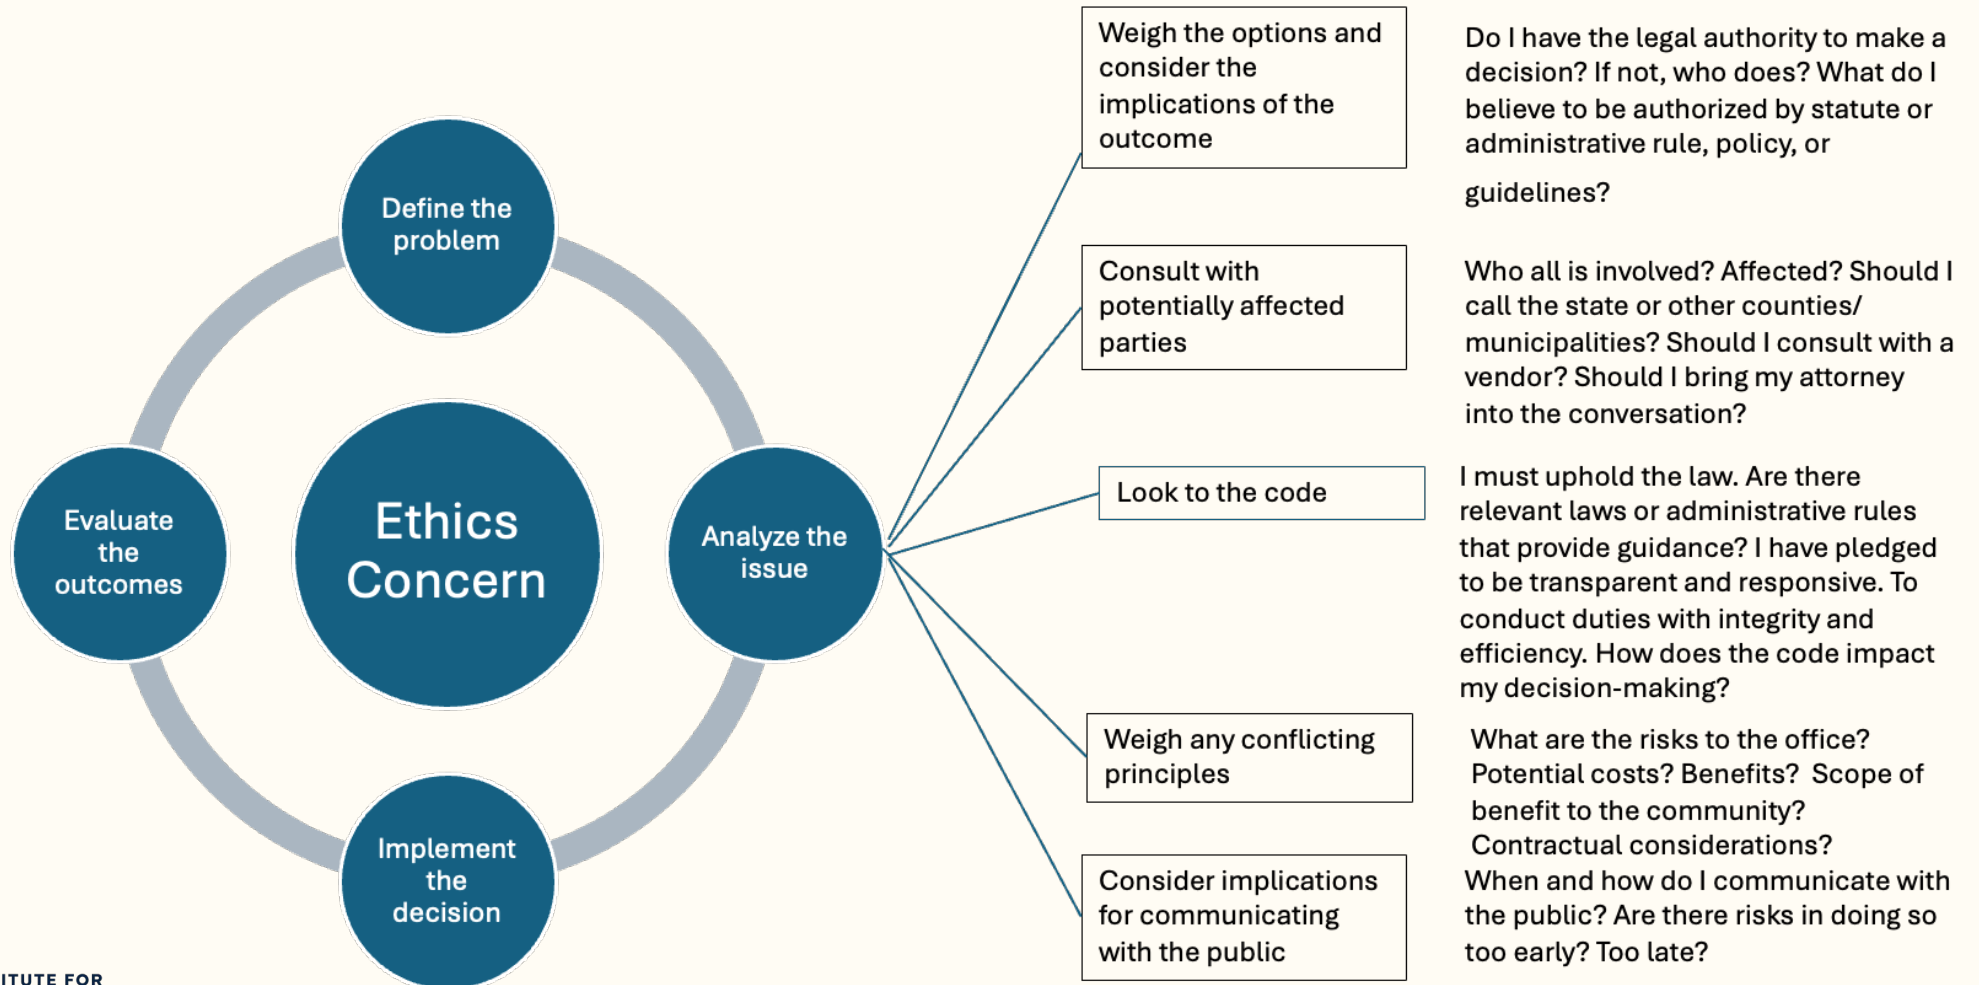 Define the
problem
Evaluate
the
outcomes
Ethics
Concern
Analyze the
issue
Implement
the
decision
Weigh the options and
consider the
implications of the
outcome
Do I have the legal authority to make a
decision? If not, who does? What do I
believe to be authorized by statute or
administrative rule, policy, or
guidelines?
Consult with
potentially affected
parties
Who all is involved? Affected? Should I
call the state or other counties/
municipalities? Should I consult with a
vendor? Should I bring my attorney
into the conversation?
Look to the code
I must uphold the law. Are there
relevant laws or administrative rules
that provide guidance? I have pledged
to be transparent and responsive. To
conduct duties with integrity and
efficiency. How does the code impact
my decision-making?
Weigh any conflicting
principles
What are the risks to the office?
Potential costs? Benefits?  Scope of
benefit to the community?
Contractual considerations?
Consider implications
for communicating
with the public
When and how do I communicate with
the public? Are there risks in doing so
too early? Too late?
ITUTE FOR